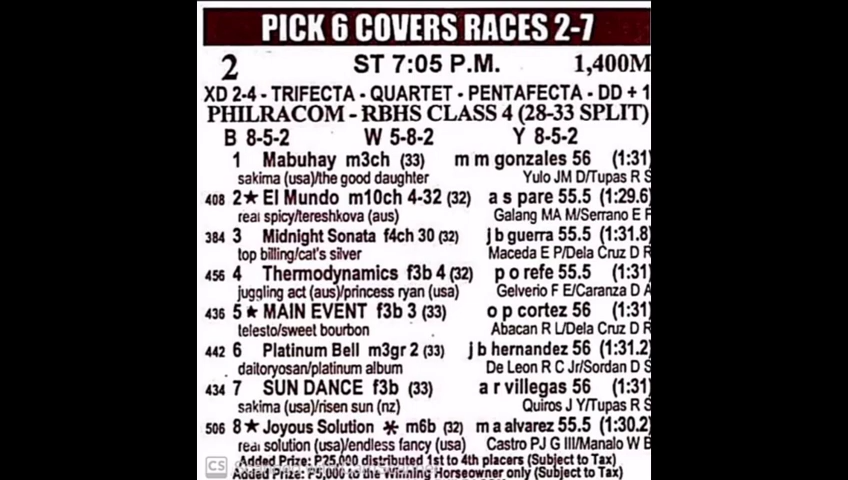 PICK 6 COVERS RACES 2-7
2 ST 7:05 P.M. 1,400M
XD 2-4 - TRIFECTA - QUARTET - PENTAFECTA - DD + 1
PHILRACOM - RBHS CLASS 4 (28-33 SPLIT)
B 8-5-2 W 5-8-2 Y 8-5-2
1 Mabuhay m3ch (33) m m gonzales 56 (1:31)
sakima (usa)/the good daughter Yulo JM D/Tupas R S
408 2★ El Mundo m10ch 4-32 (32) a s pare 55.5 (1:29.6)
real spicy/tereshkova (aus) Galang MA M/Serrano E F
384 3 Midnight Sonata f4ch 30 (32) j b guerra 55.5 (1:31.8)
top billing/cat's silver Maceda E P/Dela Cruz D R
456 4 Thermodynamics f3b 4 (32) p o refe 55.5 (1:31)
juggling act (aus)/princess ryan (usa) Gelverio F E/Caranza D A
436 5 ★ MAIN EVENT f3b 3 (33) o p cortez 56 (1:31)
telesto/sweet bourbon Abacan R L/Dela Cruz D R
442 6 Platinum Bell m3gr 2 (33) j b hernandez 56 (1:31.2)
daitoryosan/platinum album De Leon R C Jr/Sordan D S
434 7 SUN DANCE f3b (33) a r villegas 56 (1:31)
sakima (usa)/risen sun (nz) Quiros J Y/Tupas R S
506 8★ Joyous Solution ✲ m6b (32) m a alvarez 55.5 (1:30.2)
real solution (usa)/endless fancy (usa) Castro PJ G III/Manalo W B
Added Prize: P25,000 distributed 1st to 4th placers (Subject to Tax)
CS
Added Prize: P5,000 to the Winning Horseowner only (Subject to Tax)